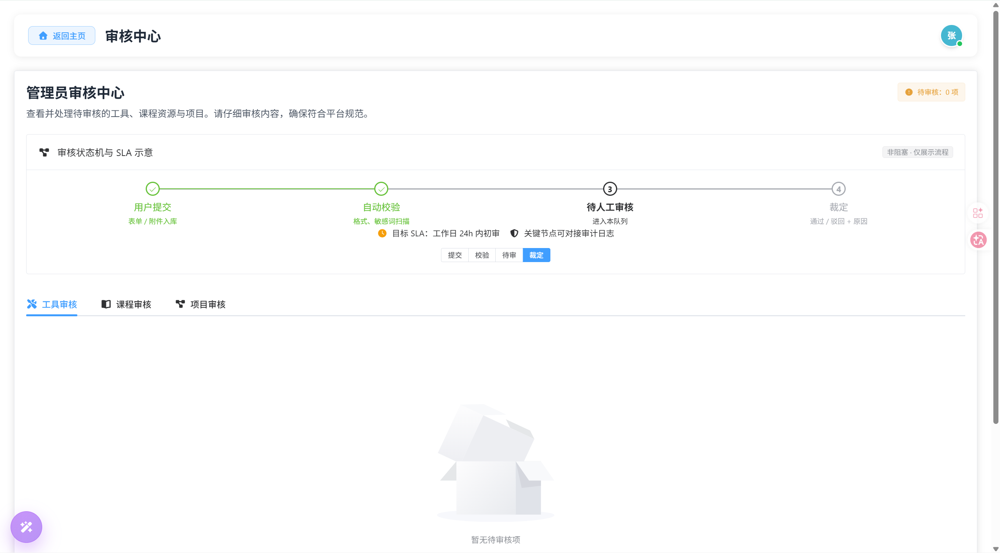 返回主页
审核中心
张
管理员审核中心
待审核：0 项
查看并处理待审核的工具、课程资源与项目。请仔细审核内容，确保符合平台规范。
审核状态机与 SLA 示意
非阻塞 · 仅展示流程
3
4
用户提交
自动校验
待人工审核
裁定
表单 / 附件入库
格式、敏感词扫描
进入本队列
通过 / 驳回 + 原因
目标 SLA：工作日 24h 内初审
关键节点可对接审计日志
提交
校验
待审
裁定
工具审核
课程审核
项目审核
暂无待审核项